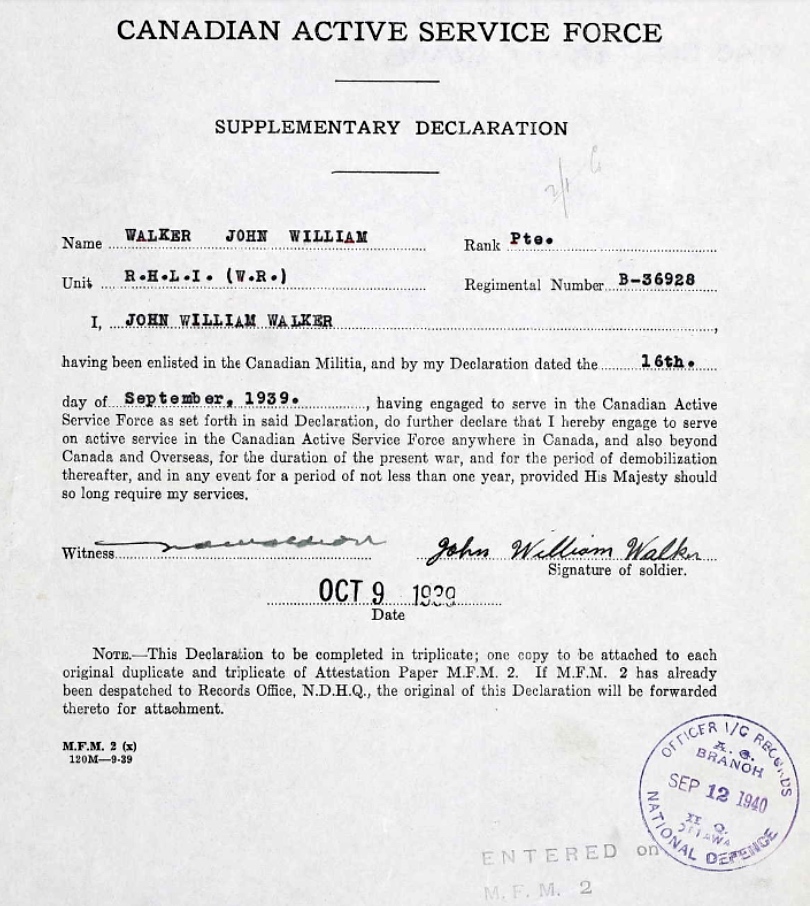 CANADIAN ACTIVE SERVICE FORCE
SUPPLEMENTARY DECLARATION
Name WALKER JOHN WILLIAM Rank Pte.
Unit R.H.L.I. (W.R.) Regimental Number B-36928
I, JOHN WILLIAM WALKER,
having been enlisted in the Canadian Militia, and by my Declaration dated the 16th.
day of September, 1939., having engaged to serve in the Canadian Active
Service Force as set forth in said Declaration, do further declare that I hereby engage to serve
on active service in the Canadian Active Service Force anywhere in Canada, and also beyond
Canada and Overseas, for the duration of the present war, and for the period of demobilization
thereafter, and in any event for a period of not less than one year, provided His Majesty should
so long require my services.
Witness John William Walker
Signature of soldier.
OCT 9 1939
Date
NOTE.—This Declaration to be completed in triplicate; one copy to be attached to each
original duplicate and triplicate of Attestation Paper M.F.M. 2. If M.F.M. 2 has already
been despatched to Records Office, N.D.H.Q., the original of this Declaration will be forwarded
thereto for attachment.
M.F.M. 2 (x)
120M—9-39
OFFICER I/C RECORDS
A. G.
BRANCH
SEP 12 1940
H. Q.
OTTAWA
NATIONAL DEFENCE
ENTERED on
M. F. M. 2